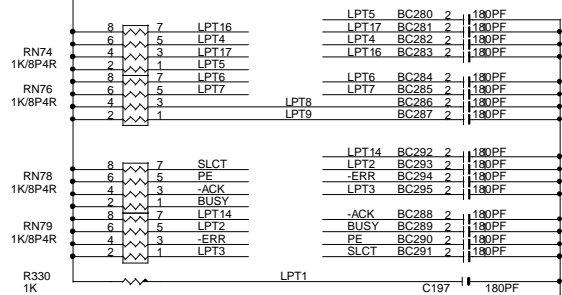 LPT5 BC280 2 180PF
8 7 LPT16 LPT17 BC281 2 180PF
6 5 LPT4 LPT4 BC282 2 180PF
RN74 4 3 LPT17 LPT16 BC283 2 180PF
1K/8P4R 2 1 LPT5
8 7 LPT6 LPT6 BC284 2 180PF
RN76 6 5 LPT7 LPT7 BC285 2 180PF
1K/8P4R 4 3 LPT8 BC286 2 180PF
2 1 LPT9 BC287 2 180PF
LPT14 BC292 2 180PF
8 7 SLCT LPT2 BC293 2 180PF
RN78 6 5 PE -ERR BC294 2 180PF
1K/8P4R 4 3 -ACK LPT3 BC295 2 180PF
2 1 BUSY
8 7 LPT14 -ACK BC288 2 180PF
RN79 6 5 LPT2 BUSY BC289 2 180PF
1K/8P4R 4 3 -ERR PE BC290 2 180PF
2 1 LPT3 SLCT BC291 2 180PF
R330 LPT1
1K C197 180PF